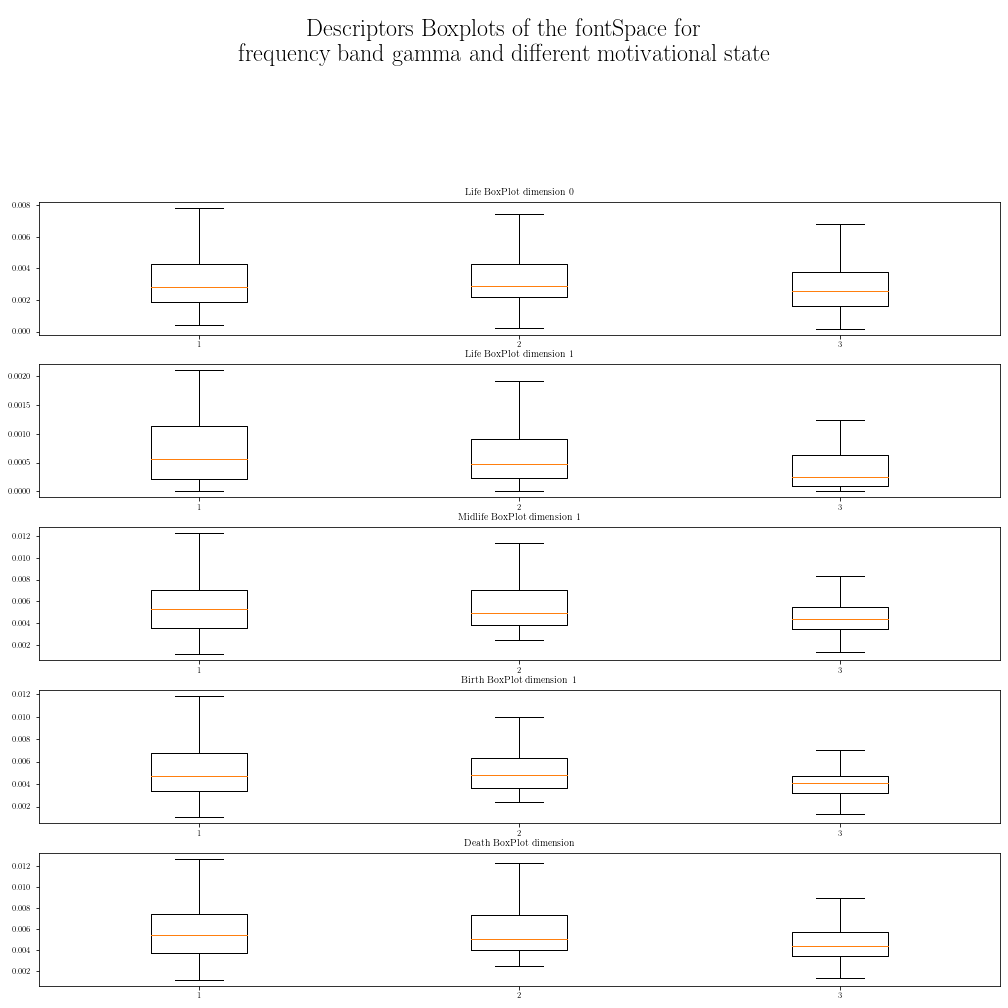 Descriptors Boxplots of the fontSpace for
frequency band gamma and different motivational state
Life BoxPlot dimension 0
0.008
0.006
0.004
0.002
0.000
1 2 3
Life BoxPlot dimension 1
0.0020
0.0015
0.0010
0.0005
0.0000
1 2 3
Midlife BoxPlot dimension 1
0.012
0.010
0.008
0.006
0.004
0.002
1 2 3
Birth BoxPlot dimension 1
0.012
0.010
0.008
0.006
0.004
0.002
1 2 3
Death BoxPlot dimension
0.012
0.010
0.008
0.006
0.004
0.002
1 2 3